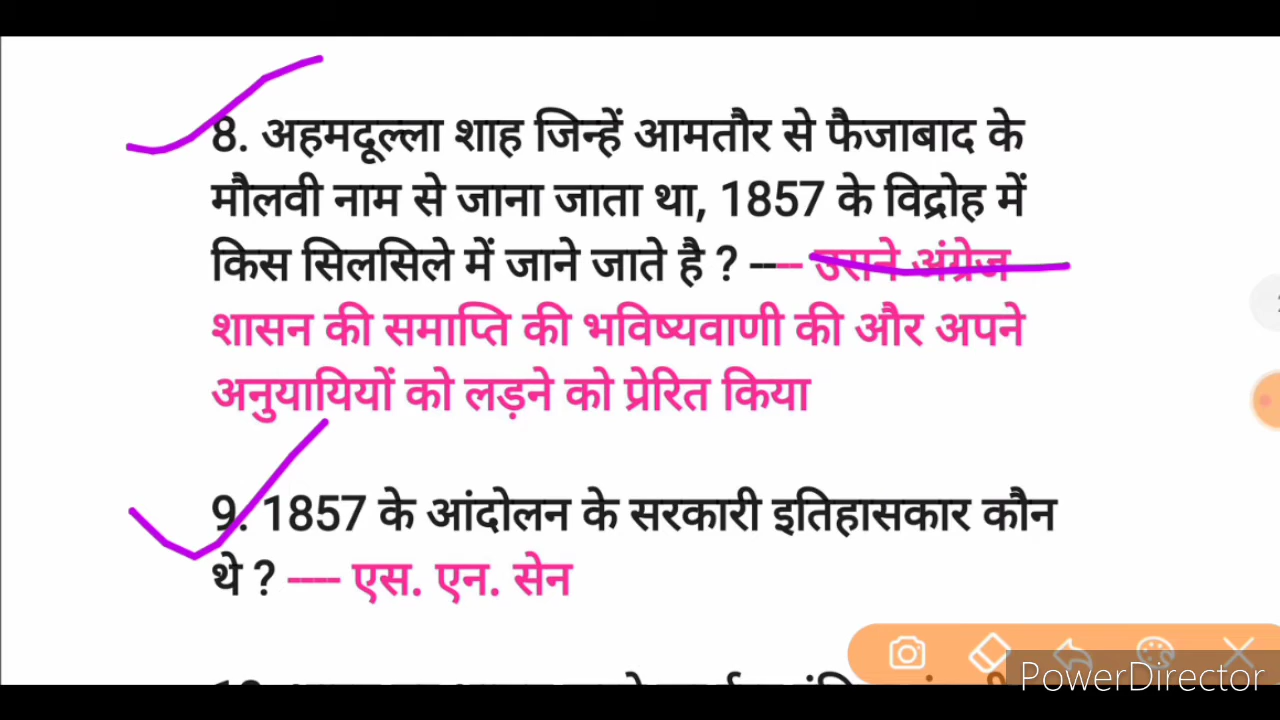 8. अहमदूल्ला शाह जिन्हें आमतौर से फैजाबाद के
मौलवी नाम से जाना जाता था, 1857 के विद्रोह में
किस सिलसिले में जाने जाते है ? ---- उसने अंग्रेज
शासन की समाप्ति की भविष्यवाणी की और अपने
अनुयायियों को लड़ने को प्रेरित किया
9. 1857 के आंदोलन के सरकारी इतिहासकार कौन
थे ? ---- एस. एन. सेन
PowerDirector